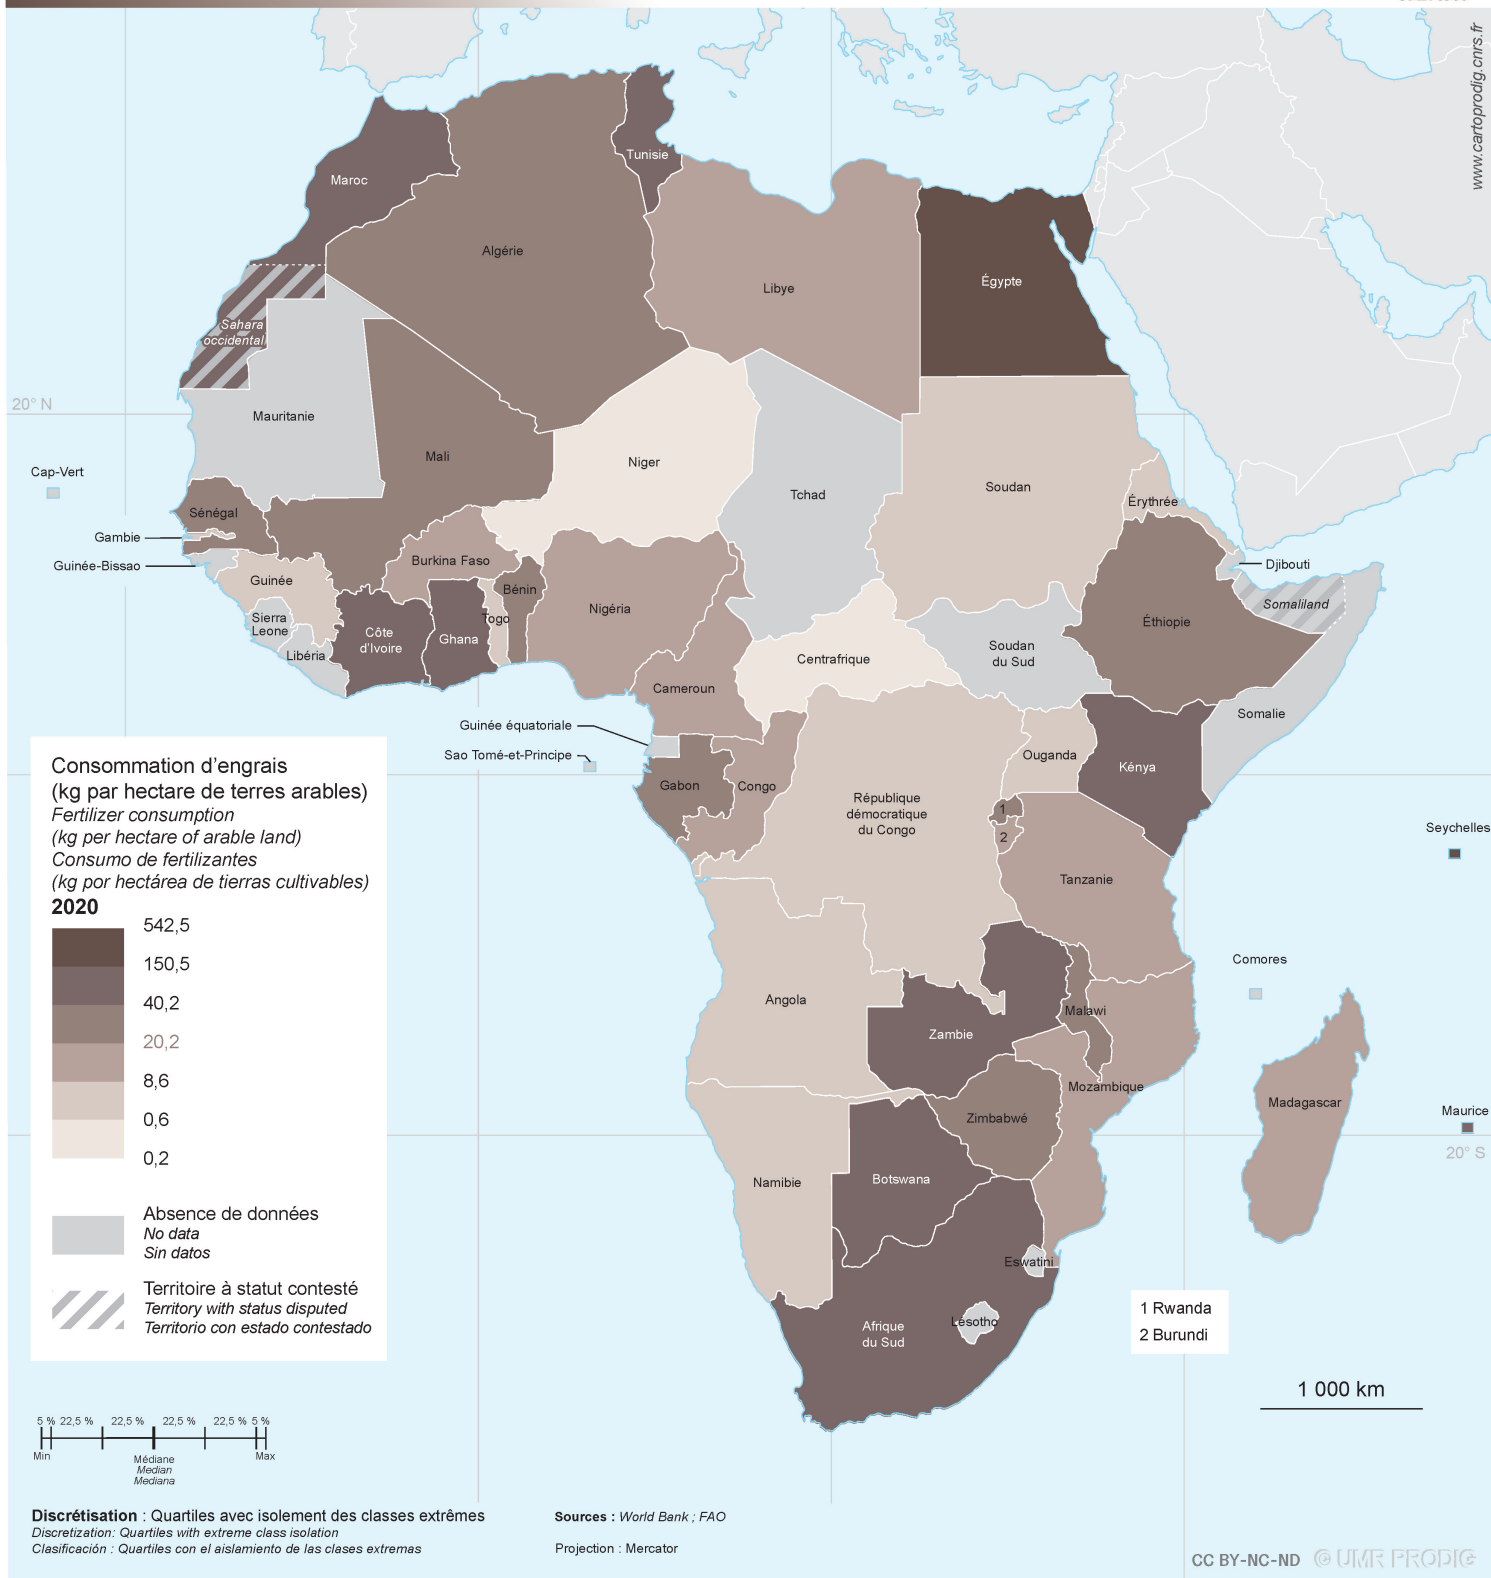 www.cartoprodig.cnrs.fr
Tunisie
Maroc
Algérie
Libye
Égypte
Sahara
occidental
20° N
Mauritanie
Mali
Niger
Tchad
Soudan
Érythrée
Cap-Vert
Sénégal
Gambie
Guinée-Bissao
Guinée
Burkina Faso
Bénin
Djibouti
Somaliland
Sierra
Leone
Libéria
Côte
d’Ivoire
Ghana
Togo
Nigéria
Centrafrique
Soudan
du Sud
Éthiopie
Somalie
Cameroun
Guinée équatoriale
Sao Tomé-et-Principe
Gabon
Congo
République
démocratique
du Congo
Ouganda
Kénya
1
2
Tanzanie
Seychelles
Comores
Angola
Zambie
Malawi
Mozambique
Madagascar
Maurice
20° S
Zimbabwé
Namibie
Botswana
Eswatini
Lesotho
Afrique
du Sud
Consommation d’engrais
(kg par hectare de terres arables)
Fertilizer consumption
(kg per hectare of arable land)
Consumo de fertilizantes
(kg por hectárea de tierras cultivables)
2020
542,5
150,5
40,2
20,2
8,6
0,6
0,2
Absence de données
No data
Sin datos
Territoire à statut contesté
Territory with status disputed
Territorio con estado contestado
1 Rwanda
2 Burundi
1 000 km
5 % 22,5 % 22,5 % 22,5 % 22,5 % 5 %
Min Max
Médiane
Median
Mediana
Discrétisation : Quartiles avec isolement des classes extrêmes
Discretization: Quartiles with extreme class isolation
Clasificación : Quartiles con el aislamiento de las clases extremas
Sources : World Bank ; FAO
Projection : Mercator
CC BY-NC-ND © UMR PRODIG